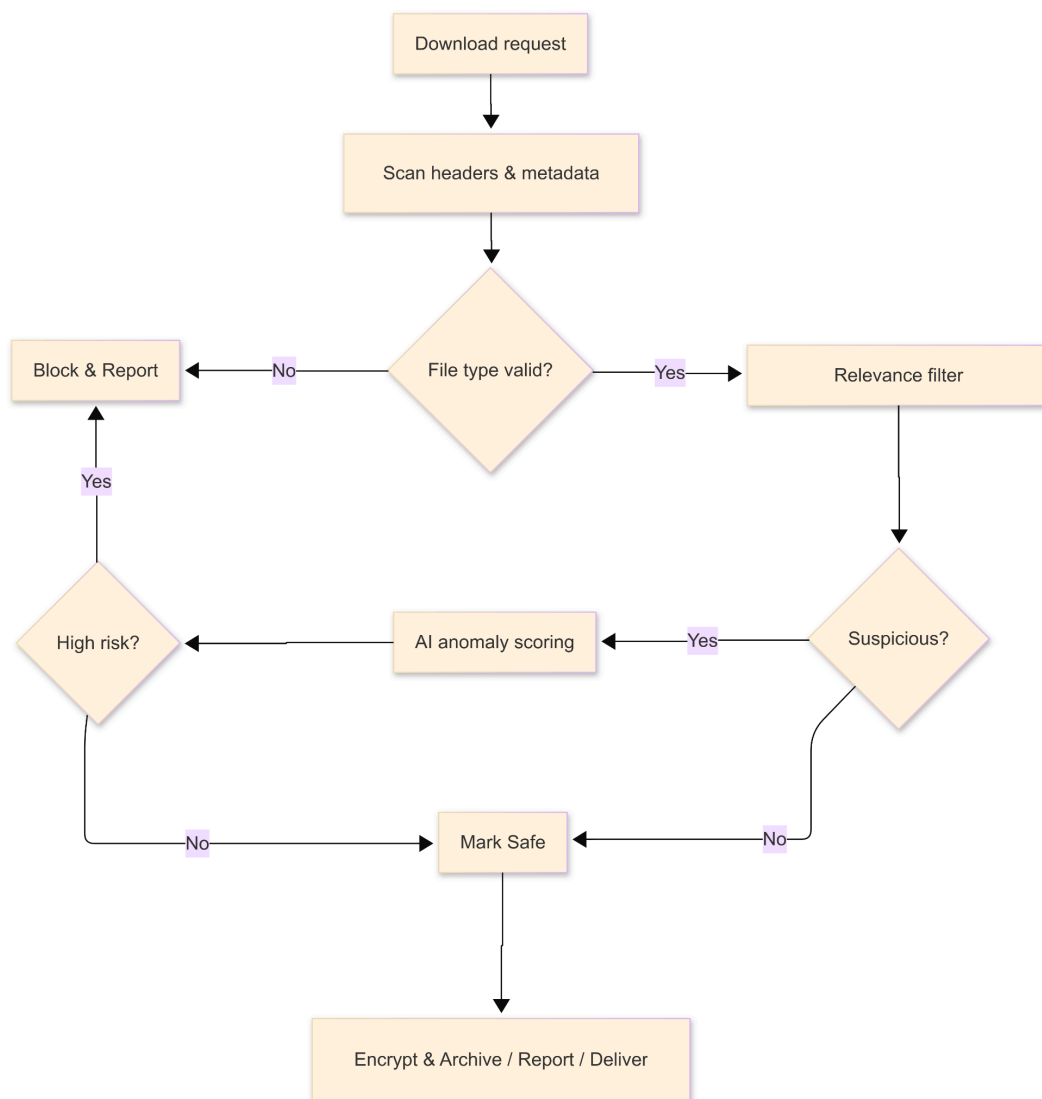 Download request
Scan headers & metadata
Block & Report
No
File type valid?
Yes
Relevance filter
Yes
High risk?
AI anomaly scoring
Yes
Suspicious?
No
Mark Safe
No
Encrypt & Archive / Report / Deliver